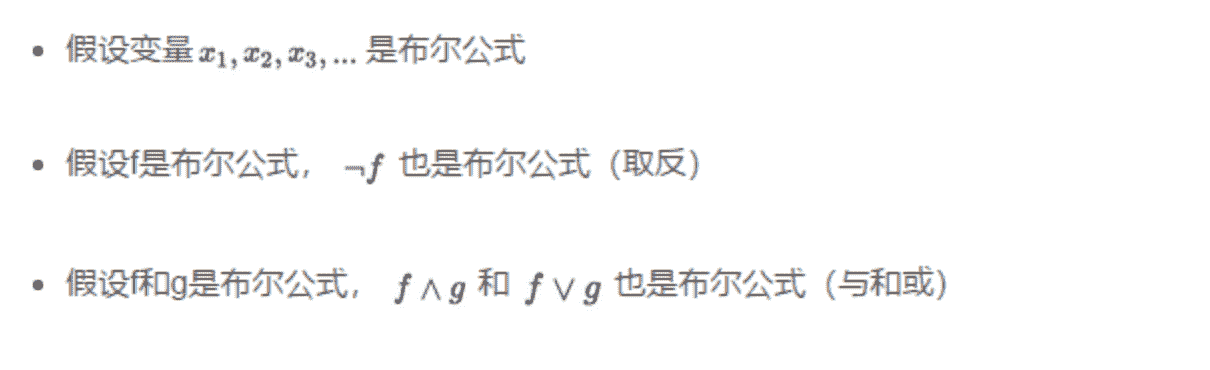 • 假设变量 x₁, x₂, x₃, ... 是布尔公式
• 假设f是布尔公式， ¬f 也是布尔公式（取反）
• 假设f和g是布尔公式， f ∧ g 和 f ∨ g 也是布尔公式（与和或）